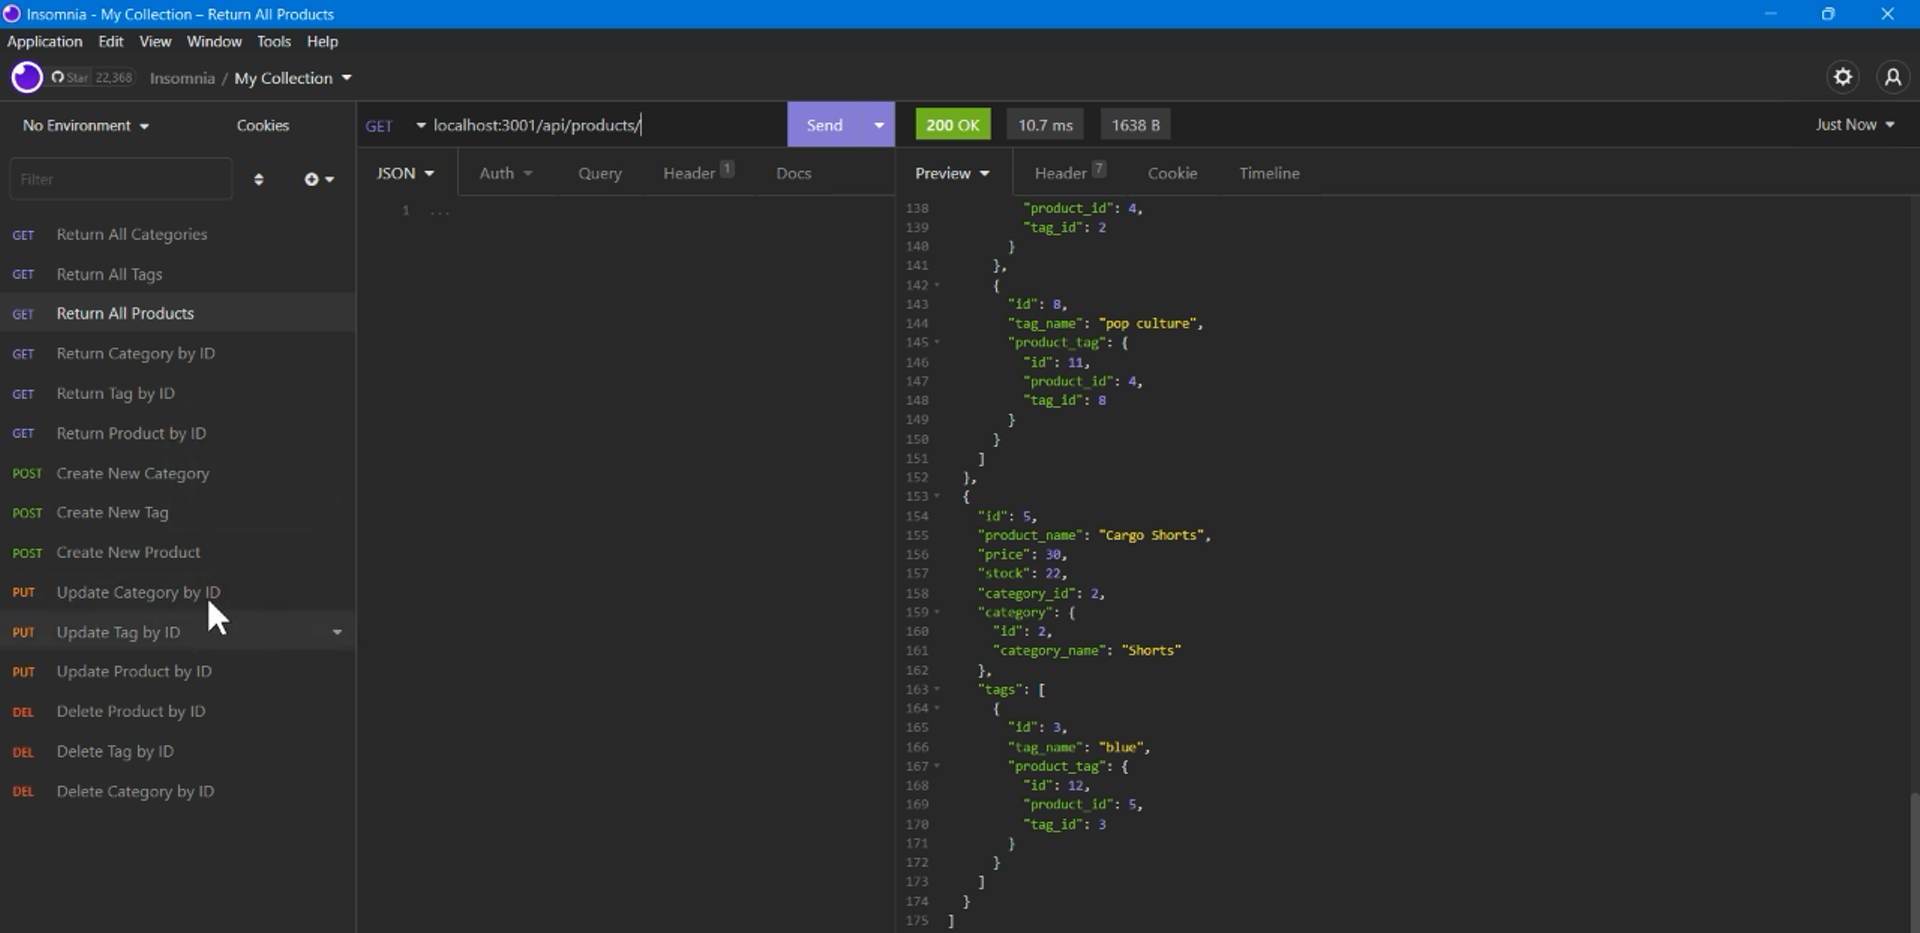 Insomnia - My Collection – Return All Products
Application Edit View Window Tools Help
Star 22,368 Insomnia / My Collection
No Environment Cookies
Filter
GET Return All Categories
GET Return All Tags
GET Return All Products
GET Return Category by ID
GET Return Tag by ID
GET Return Product by ID
POST Create New Category
POST Create New Tag
POST Create New Product
PUT Update Category by ID
PUT Update Tag by ID
PUT Update Product by ID
DEL Delete Product by ID
DEL Delete Tag by ID
DEL Delete Category by ID
GET localhost:3001/api/products/ Send
JSON Auth Query Header 1 Docs
1 ...
200 OK 10.7 ms 1638 B Just Now
Preview Header 7 Cookie Timeline
138 "product_id": 4,
139 "tag_id": 2
140 }
141 },
142 {
143 "id": 8,
144 "tag_name": "pop culture",
145 "product_tag": {
146 "id": 11,
147 "product_id": 4,
148 "tag_id": 8
149 }
150 }
151 ]
152 },
153 {
154 "id": 5,
155 "product_name": "Cargo Shorts",
156 "price": 30,
157 "stock": 22,
158 "category_id": 2,
159 "category": {
160 "id": 2,
161 "category_name": "Shorts"
162 },
163 "tags": [
164 {
165 "id": 3,
166 "tag_name": "blue",
167 "product_tag": {
168 "id": 12,
169 "product_id": 5,
170 "tag_id": 3
171 }
172 }
173 ]
174 }
175 ]